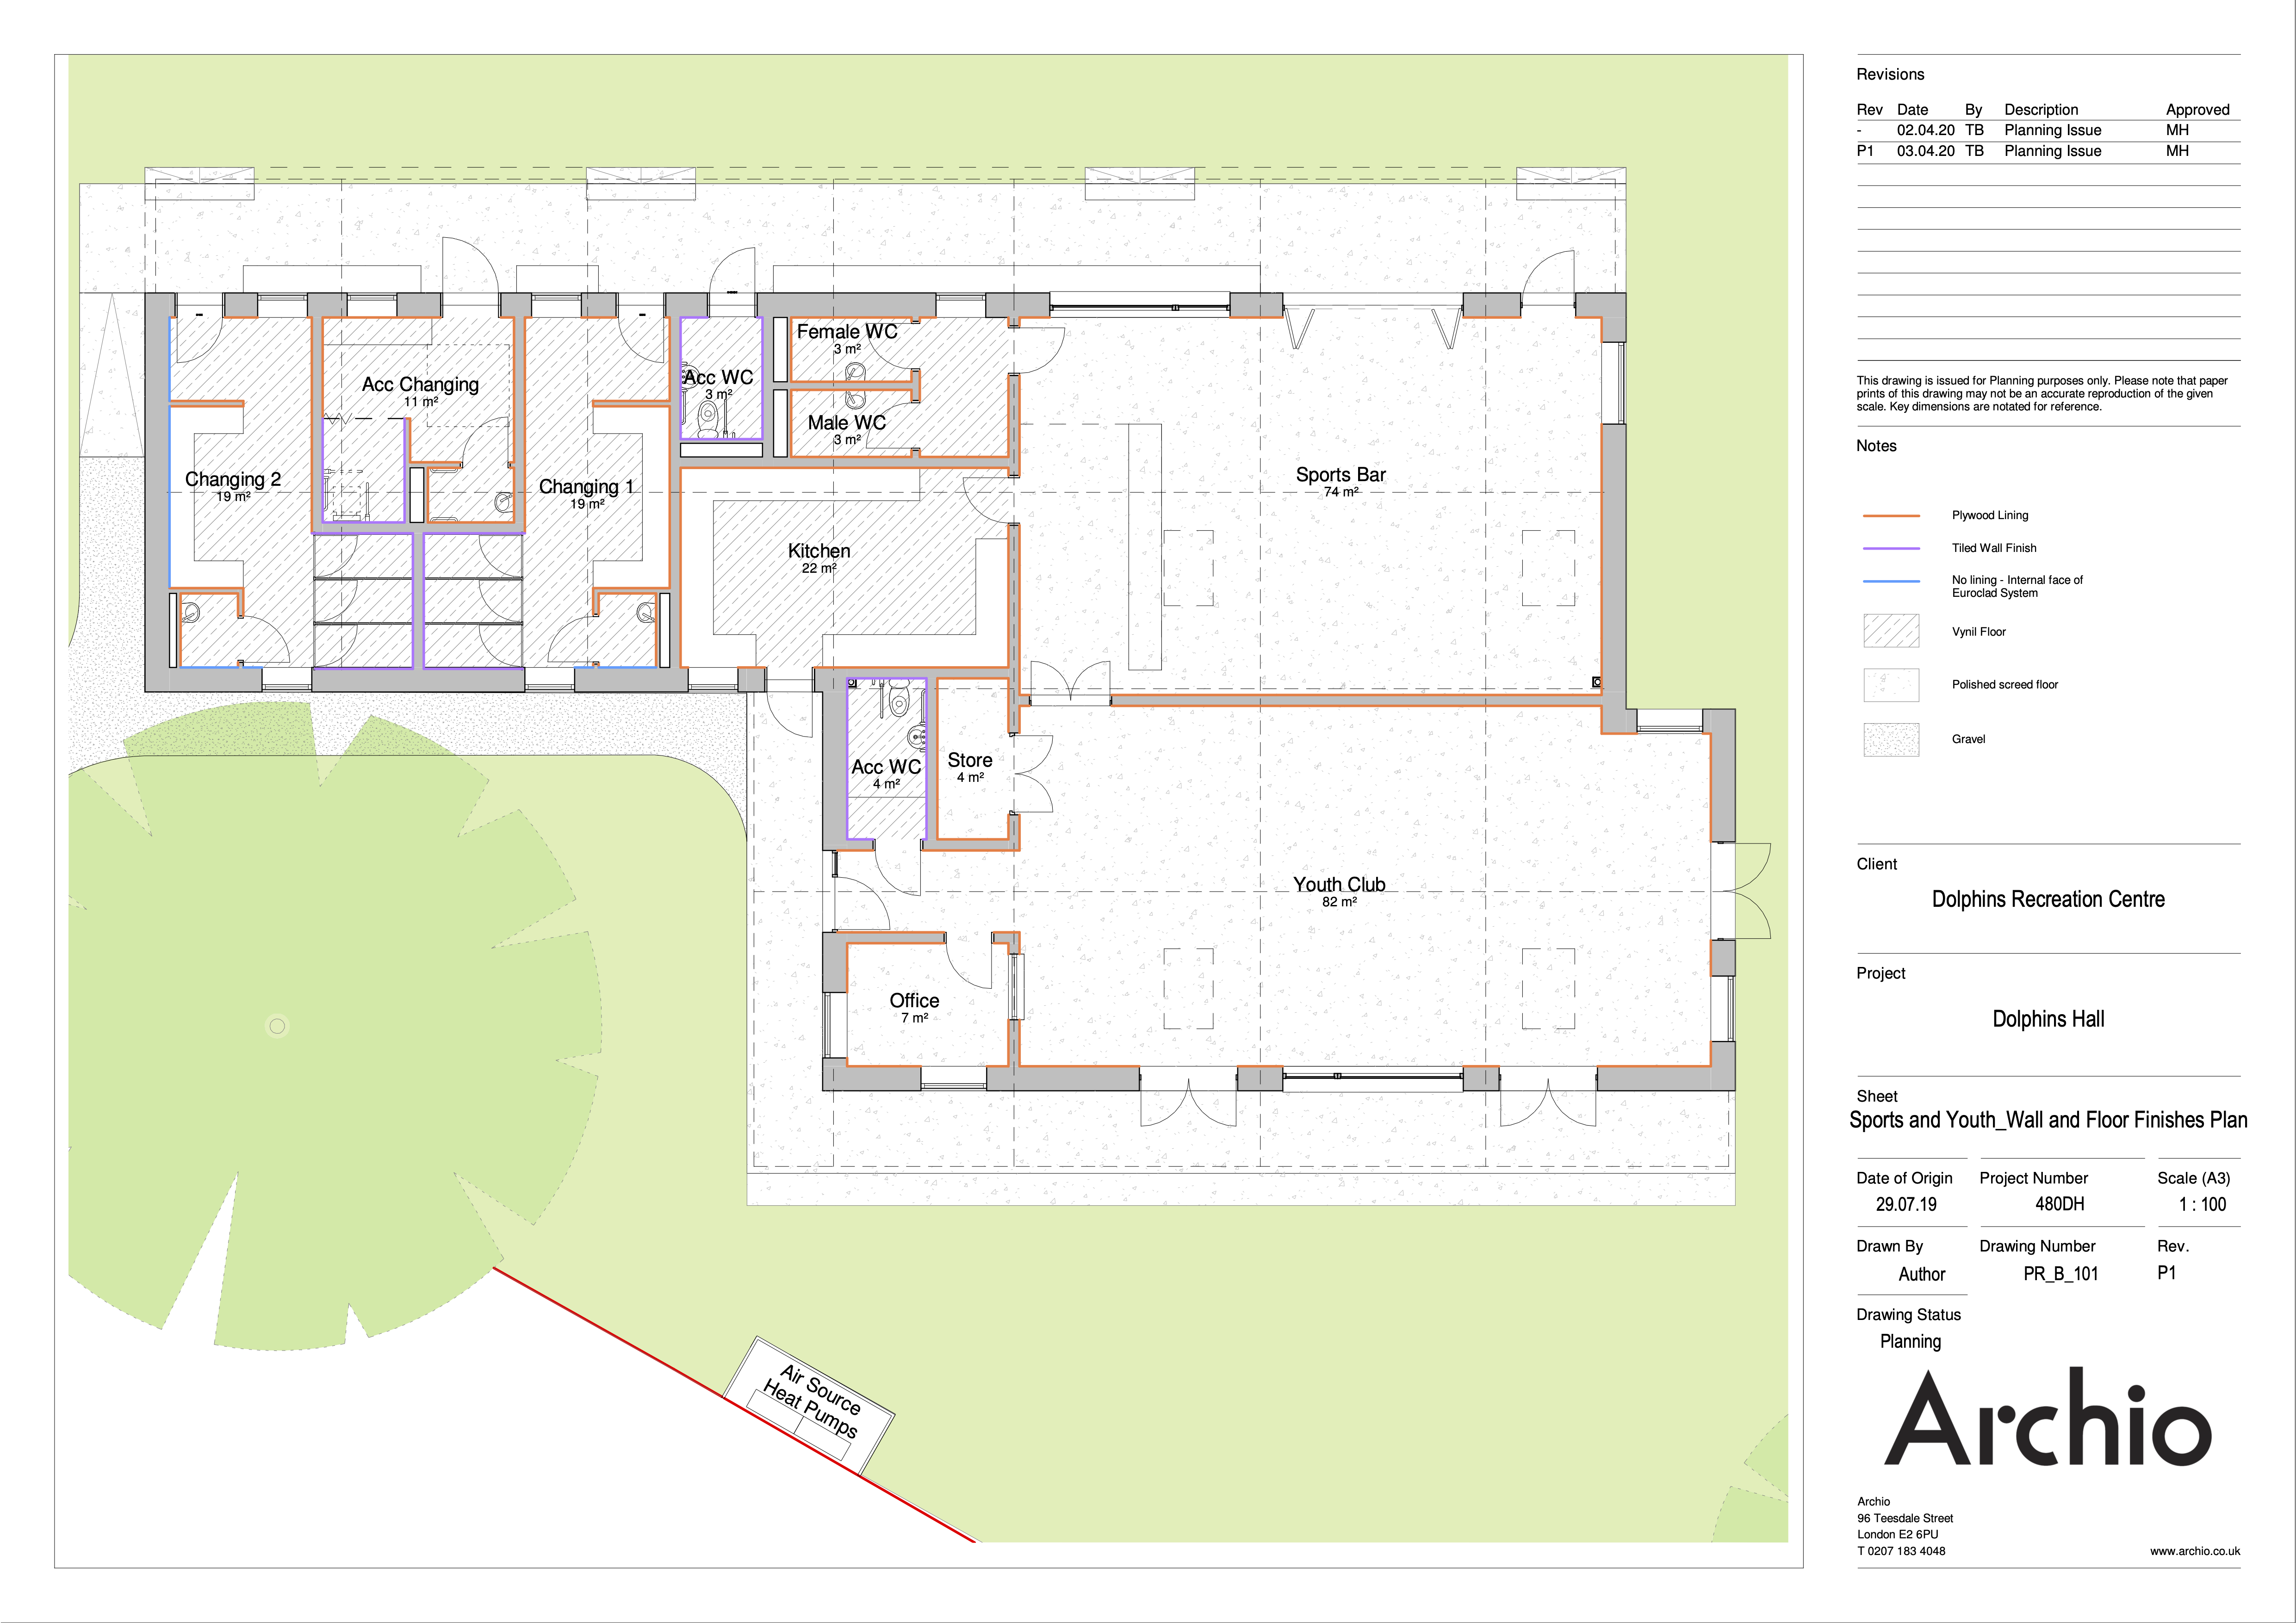 Female WC
3 m²
Acc WC
3 m²
Acc Changing
11 m²
Male WC
3 m²
Changing 2
19 m²
Changing 1
19 m²
Sports Bar
74 m²
Kitchen
22 m²
Acc WC
4 m²
Store
4 m²
Youth Club
82 m²
Office
7 m²
Air Source
Heat Pumps
Revisions
Rev Date By Description Approved
- 02.04.20 TB Planning Issue MH
P1 03.04.20 TB Planning Issue MH
This drawing is issued for Planning purposes only. Please note that paper
prints of this drawing may not be an accurate reproduction of the given
scale. Key dimensions are notated for reference.
Notes
Plywood Lining
Tiled Wall Finish
No lining - Internal face of
Euroclad System
Vynil Floor
Polished screed floor
Gravel
Client
Dolphins Recreation Centre
Project
Dolphins Hall
Sheet
Sports and Youth_Wall and Floor Finishes Plan
Date of Origin Project Number Scale (A3)
29.07.19 480DH 1 : 100
Drawn By Drawing Number Rev.
Author PR_B_101 P1
Drawing Status
Planning
Archio
Archio
96 Teesdale Street
London E2 6PU
T 0207 183 4048 www.archio.co.uk